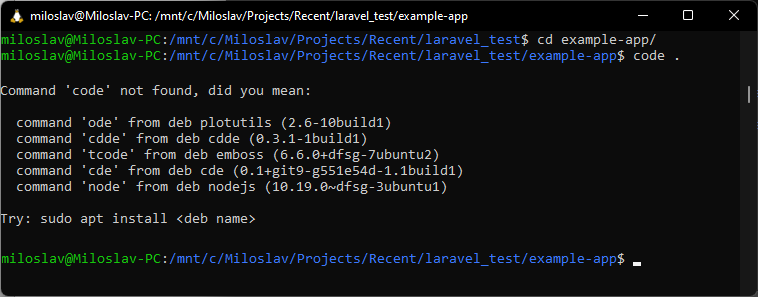 miloslav@Miloslav-PC: /mnt/c/Miloslav/Projects/Recent/laravel_test/example-app
miloslav@Miloslav-PC:/mnt/c/Miloslav/Projects/Recent/laravel_test$ cd example-app/
miloslav@Miloslav-PC:/mnt/c/Miloslav/Projects/Recent/laravel_test/example-app$ code .
Command 'code' not found, did you mean:
command 'ode' from deb plotutils (2.6-10build1)
command 'cdde' from deb cdde (0.3.1-1build1)
command 'tcode' from deb emboss (6.6.0+dfsg-7ubuntu2)
command 'cde' from deb cde (0.1+git9-g551e54d-1.1build1)
command 'node' from deb nodejs (10.19.0~dfsg-3ubuntu1)
Try: sudo apt install <deb name>
miloslav@Miloslav-PC:/mnt/c/Miloslav/Projects/Recent/laravel_test/example-app$